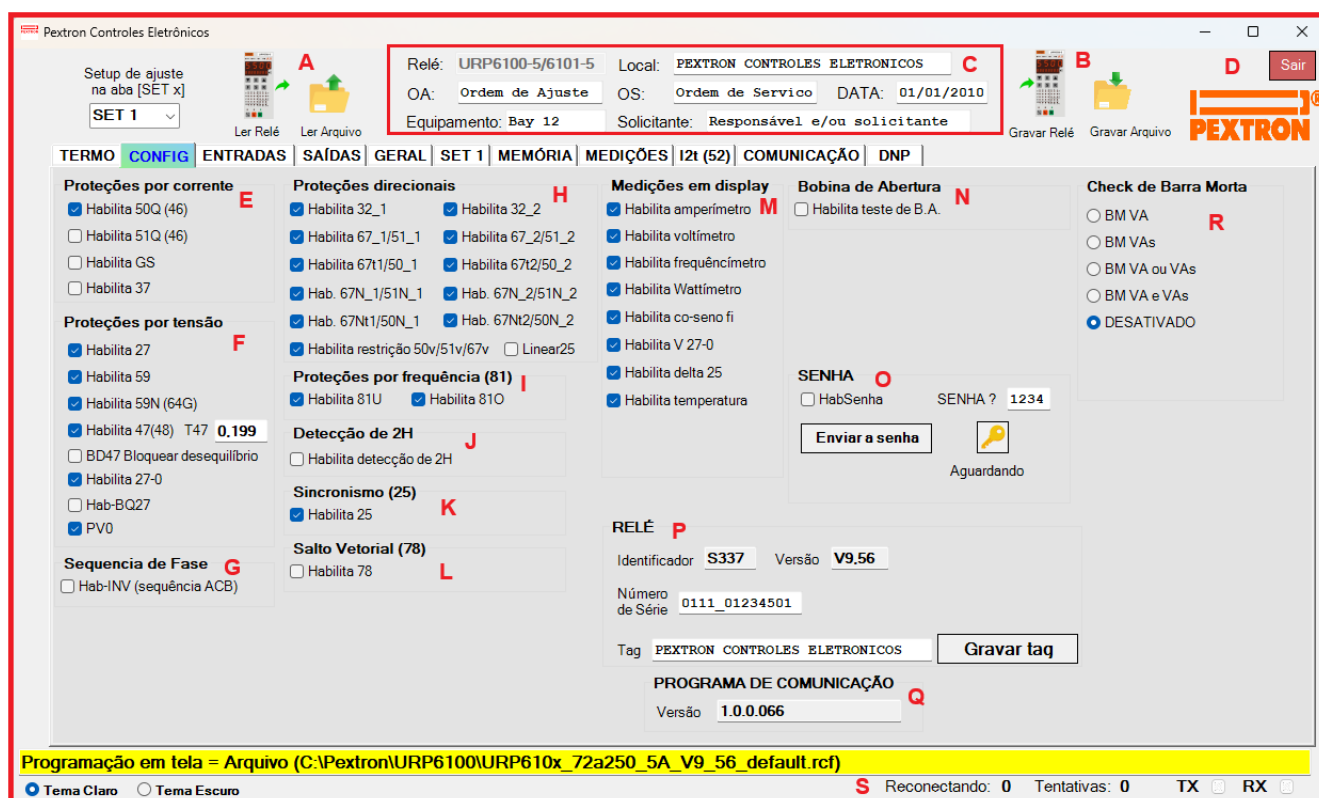 Pextron Controles Eletrônicos
Setup de ajuste
na aba [SET x]
SET 1
Ler Relé
A
Ler Arquivo
Relé: URP6100-5/6101-5 Local: PEXTRON CONTROLES ELETRONICOS C
OA: Ordem de Ajuste OS: Ordem de Servico DATA: 01/01/2010
Equipamento: Bay 12 Solicitante: Responsável e/ou solicitante
Gravar Relé
B
Gravar Arquivo
D
Sair
PEXTRON
®
TERMO CONFIG ENTRADAS SAÍDAS GERAL SET 1 MEMÓRIA MEDIÇÕES I2t (52) COMUNICAÇÃO DNP
Proteções por corrente
E
Habilita 50Q (46)
Habilita 51Q (46)
Habilita GS
Habilita 37
Proteções por tensão
F
Habilita 27
Habilita 59
Habilita 59N (64G)
Habilita 47(48) T47 0,199
BD47 Bloquear desequilíbrio
Habilita 27-0
Hab-BQ27
PV0
Sequencia de Fase G
Hab-INV (sequência ACB)
Proteções direcionais
H
Habilita 32_1 Habilita 32_2
Habilita 67_1/51_1 Habilita 67_2/51_2
Habilita 67t1/50_1 Habilita 67t2/50_2
Hab. 67N_1/51N_1 Hab. 67N_2/51N_2
Hab. 67Nt1/50N_1 Hab. 67Nt2/50N_2
Habilita restrição 50v/51v/67v Linear25
Proteções por frequência (81) I
Habilita 81U Habilita 81O
Detecção de 2H J
Habilita detecção de 2H
Sincronismo (25)
K
Habilita 25
Salto Vetorial (78)
L
Habilita 78
Medições em display
Habilita amperímetro M
Habilita voltímetro
Habilita frequêncímetro
Habilita Wattímetro
Habilita co-seno fi
Habilita V 27-0
Habilita delta 25
Habilita temperatura
Bobina de Abertura
N
Habilita teste de B.A.
SENHA O
HabSenha SENHA ? 1234
Enviar a senha
Aguardando
RELÉ P
Identificador S337 Versão V9,56
Número
de Série 0111_01234501
Tag PEXTRON CONTROLES ELETRONICOS Gravar tag
PROGRAMA DE COMUNICAÇÃO
Q
Versão 1.0.0.066
Check de Barra Morta
BM VA
R
BM VAs
BM VA ou VAs
BM VA e VAs
DESATIVADO
Programação em tela = Arquivo (C:\Pextron\URP6100\URP610x_72a250_5A_V9_56_default.rcf)
Tema Claro Tema Escuro S Reconectando: 0 Tentativas: 0 TX RX